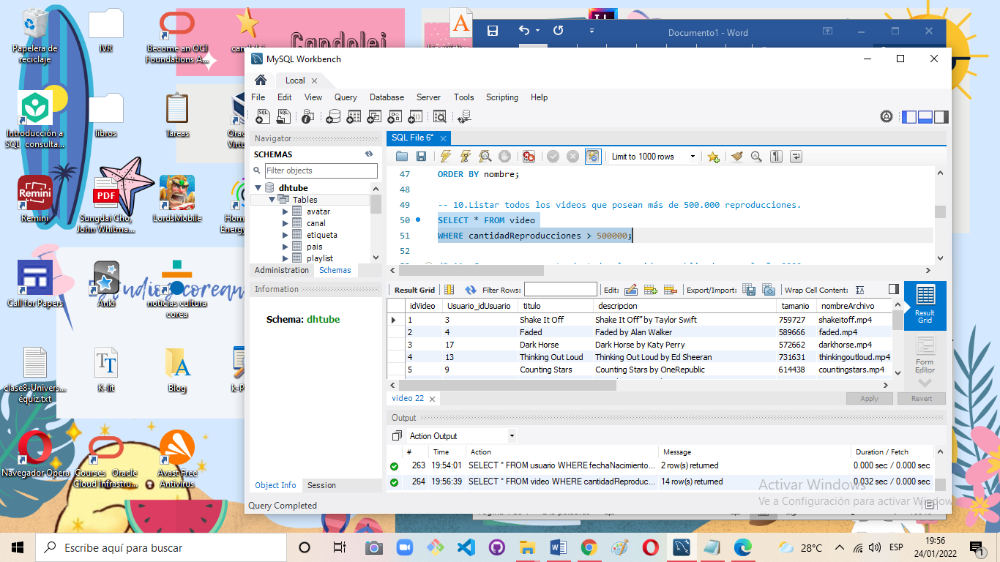 Papelera de
reciclaje
IVR
Become an OCI
Foundations A...
candolei
Candolei
Lingüística
Documento1 - Word
Introducción a
SQL consulta...
libros
Tareas
Orac
Virtu
Remini
Remini
PDF
Sungdai Cho,
John Whitma...
LordsMobile
Hom
Energy
Call for Papers
Anki
noticias cultura
corea
Estudios corean
clase8-Univers...
equiz.txt
K-lit
Blog
k-P
Navegador Opera
Courses _ Oracle
Cloud Infrastru...
Avast Free
Antivirus
MySQL Workbench
Local
File Edit View Query Database Server Tools Scripting Help
Navigator
SCHEMAS
Filter objects
dhtube
Tables
avatar
canal
etiqueta
pais
playlist
Administration Schemas
Information
Schema: dhtube
Object Info Session
Query Completed
SQL File 6*
Limit to 1000 rows
47 ORDER BY nombre;
48
49 -- 10.Listar todos los videos que posean más de 500.000 reproducciones.
50 SELECT * FROM video
51 WHERE cantidadReproducciones > 500000;
52
Result Grid Filter Rows: Edit: Export/Import: Wrap Cell Content:
idVideo Usuario_idUsuario titulo descripcion tamanio nombreArchivo
1 3 Shake It Off Shake It Off" by Taylor Swift 759727 shakeitoff.mp4
2 4 Faded Faded by Alan Walker 589666 faded.mp4
3 17 Dark Horse Dark Horse by Katy Perry 572662 darkhorse.mp4
4 13 Thinking Out Loud Thinking Out Loud by Ed Sheeran 731631 thinkingoutloud.mp4
5 9 Counting Stars Counting Stars by OneRepublic 614438 countingstars.mp4
Result
Grid
Form
Editor
video 22
Apply Revert
Output
Action Output
# Time Action Message Duration / Fetch
263 19:54:01 SELECT * FROM usuario WHERE fechaNacimiento... 2 row(s) returned 0.000 sec / 0.000 sec
264 19:56:39 SELECT * FROM video WHERE cantidadReproduc... 14 row(s) returned 0.032 sec / 0.000 sec
Activar Windows
Ve a Configuración para activar Window
Escribe aquí para buscar
28°C
ESP
19:56
24/01/2022
1